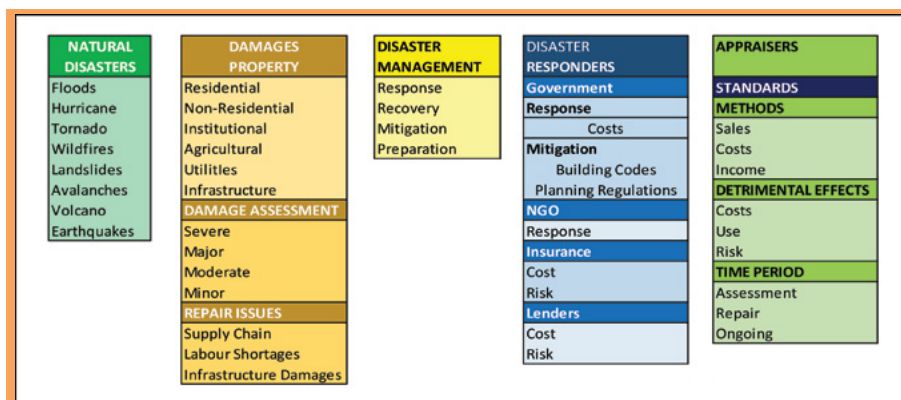 NATURAL
DISASTERS
Floods
Hurricane
Tornado
Wildfires
Landslides
Avalanches
Volcano
Earthquakes
DAMAGES
PROPERTY
Residential
Non-Residential
Institutional
Agricultural
Utilities
Infrastructure
DAMAGE ASSESSMENT
Severe
Major
Moderate
Minor
REPAIR ISSUES
Supply Chain
Labour Shortages
Infrastructure Damages
DISASTER
MANAGEMENT
Response
Recovery
Mitigation
Preparation
DISASTER
RESPONDERS
Government
Response
Costs
Mitigation
Building Codes
Planning Regulations
NGO
Response
Insurance
Cost
Risk
Lenders
Cost
Risk
APPRAISERS
STANDARDS
METHODS
Sales
Costs
Income
DETRIMENTAL EFFECTS
Costs
Use
Risk
TIME PERIOD
Assessment
Repair
Ongoing